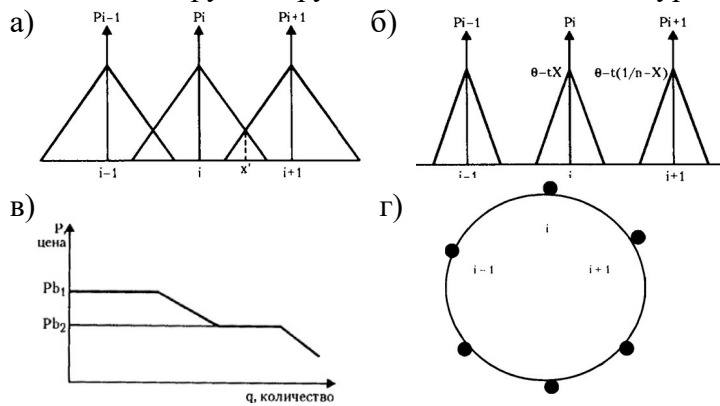 а)
Pi–1 Pi Pi+1
i–1 i x' i+1
б)
Pi–1 Pi Pi+1
θ–tX θ–t(1/n–X)
i–1 i i+1
в)
P,
цена
Pb1
Pb2
q, количество
г)
i
i – 1 i + 1